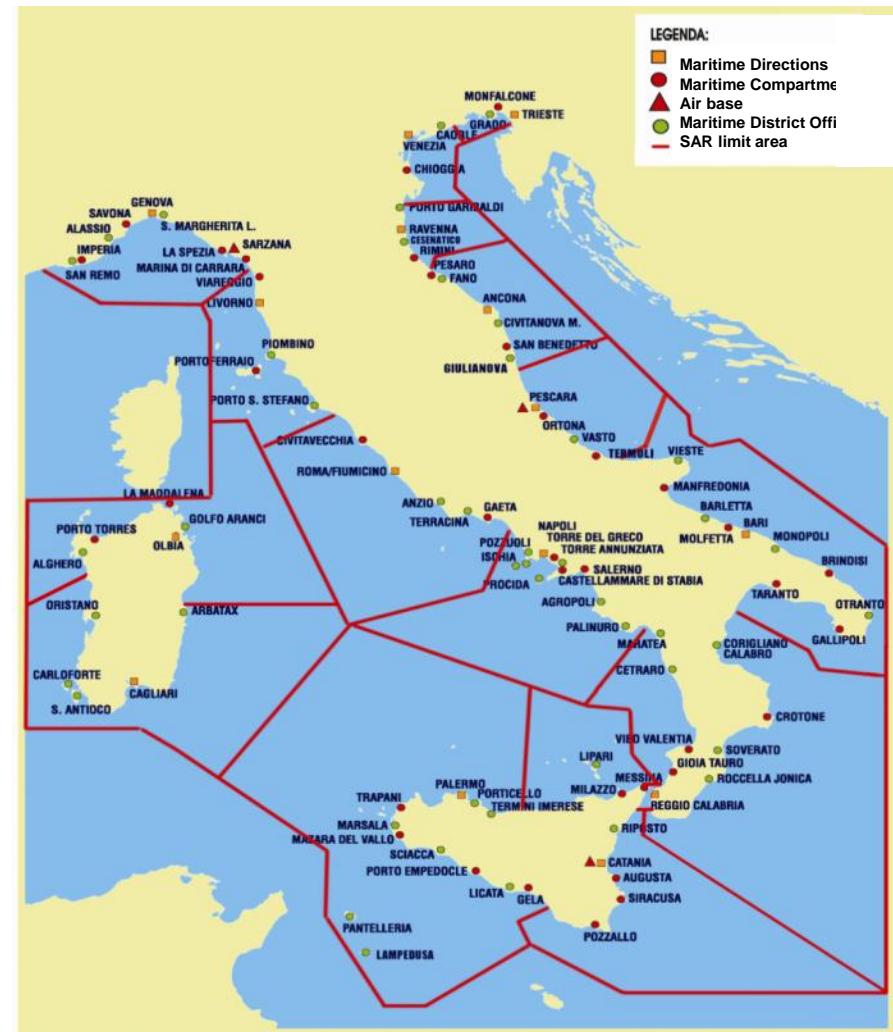 LEGENDA:
Maritime Directions
Maritime Compartme
Air base
Maritime District Offi
SAR limit area
MONFALCONE
GRADO
TRIESTE
CAORLE
VENEZIA
CHIOGGIA
PORTO GARIBALDI
RAVENNA
CESENATICO
RIMINI
PESARO
FANO
ANCONA
CIVITANOVA M.
SAN BENEDETTO
GIULIANOVA
PESCARA
ORTONA
VASTO
TERMOLI
VIESTE
MANFREDONIA
BARLETTA
BARI
MOLFETTA
MONOPOLI
BRINDISI
TARANTO
OTRANTO
GALLIPOLI
GENOVA
SAVONA
S. MARGHERITA L.
ALASSIO
IMPERIA
SAN REMO
LA SPEZIA
SARZANA
MARINA DI CARRARA
VIAREGGIO
LIVORNO
PIOMBINO
PORTOFERRAIO
PORTO S. STEFANO
CIVITAVECCHIA
ROMA/FIUMICINO
ANZIO
TERRACINA
GAETA
NAPOLI
POZZUOLI
TORRE DEL GRECO
ISCHIA
TORRE ANNUNZIATA
SALERNO
PROCIDA
CASTELLAMMARE DI STABIA
AGROPOLI
PALINURO
MARATEA
CETRARO
CORIGLIANO
CALABRO
CROTONE
VIBO VALENTIA
SOVERATO
GIOIA TAURO
ROCCELLA JONICA
REGGIO CALABRIA
LA MADDALENA
GOLFO ARANCI
PORTO TORRES
OLBIA
ALGHERO
ORISTANO
ARBATAX
CARLOFORTE
CAGLIARI
S. ANTIOCO
LIPARI
MESSINA
MILAZZO
PALERMO
PORTICELLO
TERMINI IMERESE
TRAPANI
MARSALA
MAZARA DEL VALLO
SCIACCA
PORTO EMPEDOCLE
LICATA
GELA
RIPOSTO
CATANIA
AUGUSTA
SIRACUSA
POZZALLO
PANTELLERIA
LAMPEDUSA